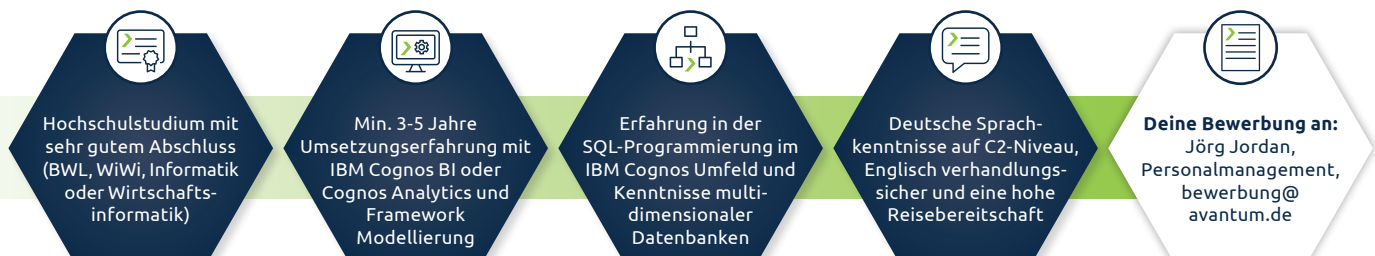 Hochschulstudium mit
sehr gutem Abschluss
(BWL, WiWi, Informatik
oder Wirtschafts-
informatik)
Min. 3-5 Jahre
Umsetzungserfahrung mit
IBM Cognos BI oder
Cognos Analytics und
Framework
Modellierung
Erfahrung in der
SQL-Programmierung im
IBM Cognos Umfeld und
Kenntnisse multi-
dimensionaler
Datenbanken
Deutsche Sprach-
kenntnisse auf C2-Niveau,
Englisch verhandlungs-
sicher und eine hohe
Reisebereitschaft
Deine Bewerbung an:
Jörg Jordan,
Personalmanagement,
bewerbung@
avantum.de